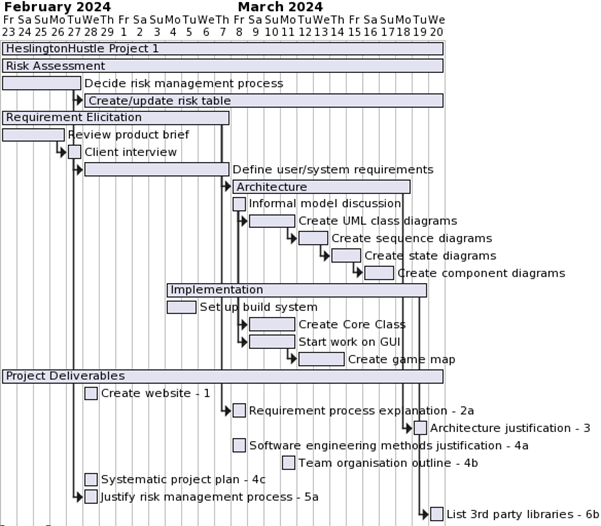 February 2024 March 2024
Fr Sa Su Mo Tu We Th Fr Sa Su Mo Tu We Th Fr Sa Su Mo Tu We Th Fr Sa Su Mo Tu We
23 24 25 26 27 28 29 1 2 3 4 5 6 7 8 9 10 11 12 13 14 15 16 17 18 19 20
HeslingtonHustle Project 1
Risk Assessment
Decide risk management process
Create/update risk table
Requirement Elicitation
Review product brief
Client interview
Define user/system requirements
Architecture
Informal model discussion
Create UML class diagrams
Create sequence diagrams
Create state diagrams
Create component diagrams
Implementation
Set up build system
Create Core Class
Start work on GUI
Create game map
Project Deliverables
Create website - 1
Requirement process explanation - 2a
Architecture justification - 3
Software engineering methods justification - 4a
Team organisation outline - 4b
Systematic project plan - 4c
Justify risk management process - 5a
List 3rd party libraries - 6b